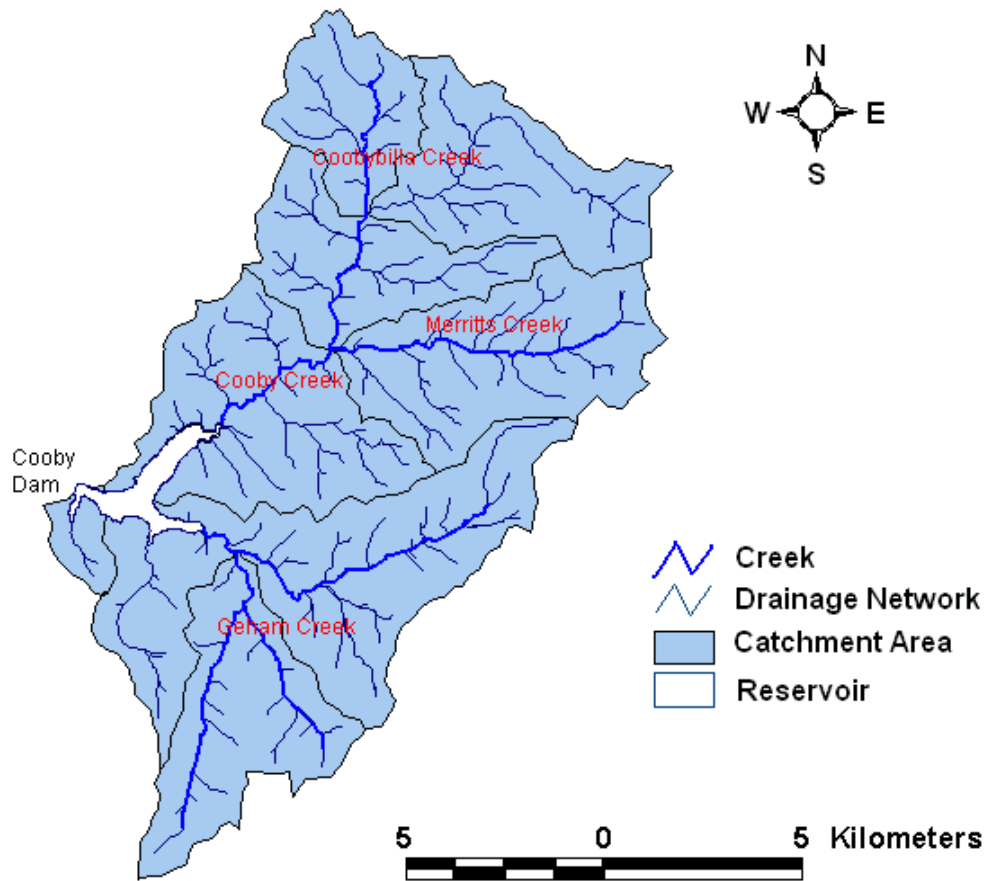 N
W E
S
Coobybilla Creek
Merritts Creek
Cooby Creek
Cooby
Dam
Geham Creek
Creek
Drainage Network
Catchment Area
Reservoir
5 0 5 Kilometers